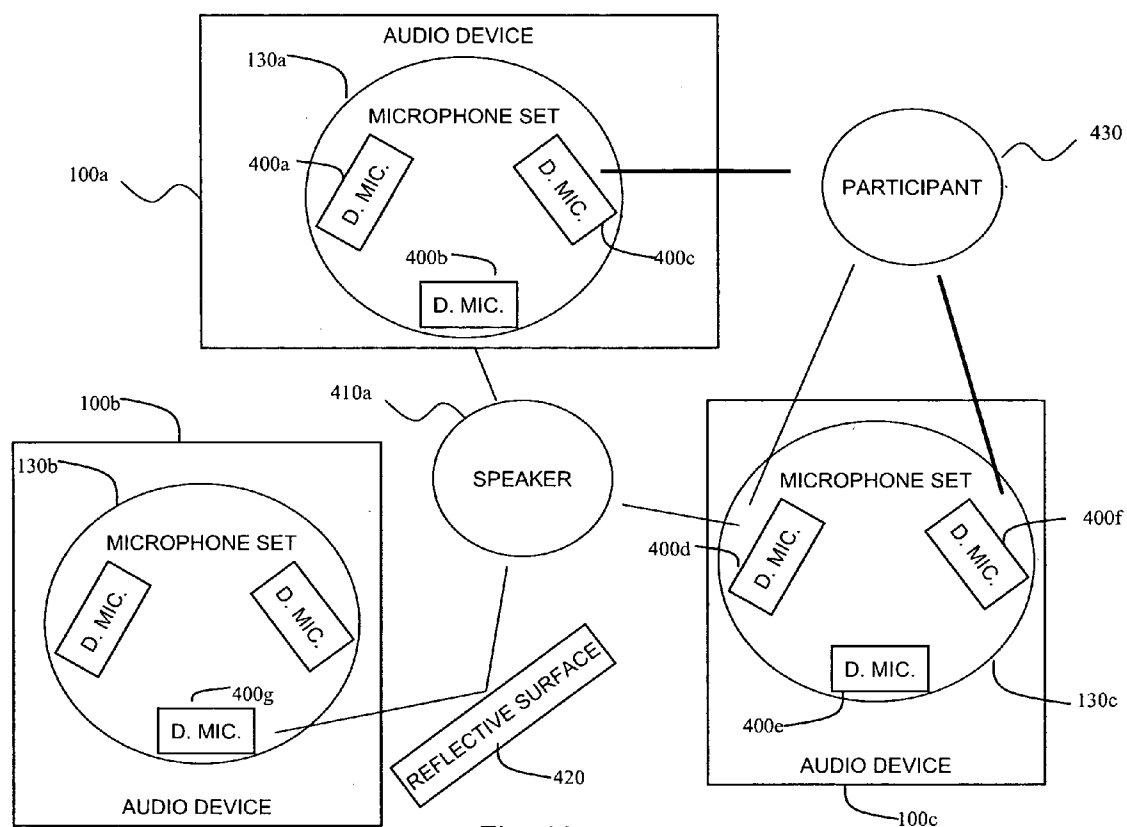 AUDIO DEVICE
130a
MICROPHONE SET
100a
400a
D. MIC.
D. MIC.
400b
400c
D. MIC.
430
PARTICIPANT
100b
410a
130b
SPEAKER
MICROPHONE SET
MICROPHONE SET
D. MIC.
D. MIC.
400d
D. MIC.
D. MIC.
400f
400g
D. MIC.
REFLECTIVE SURFACE
420
D. MIC.
400e
130c
AUDIO DEVICE
AUDIO DEVICE
100c